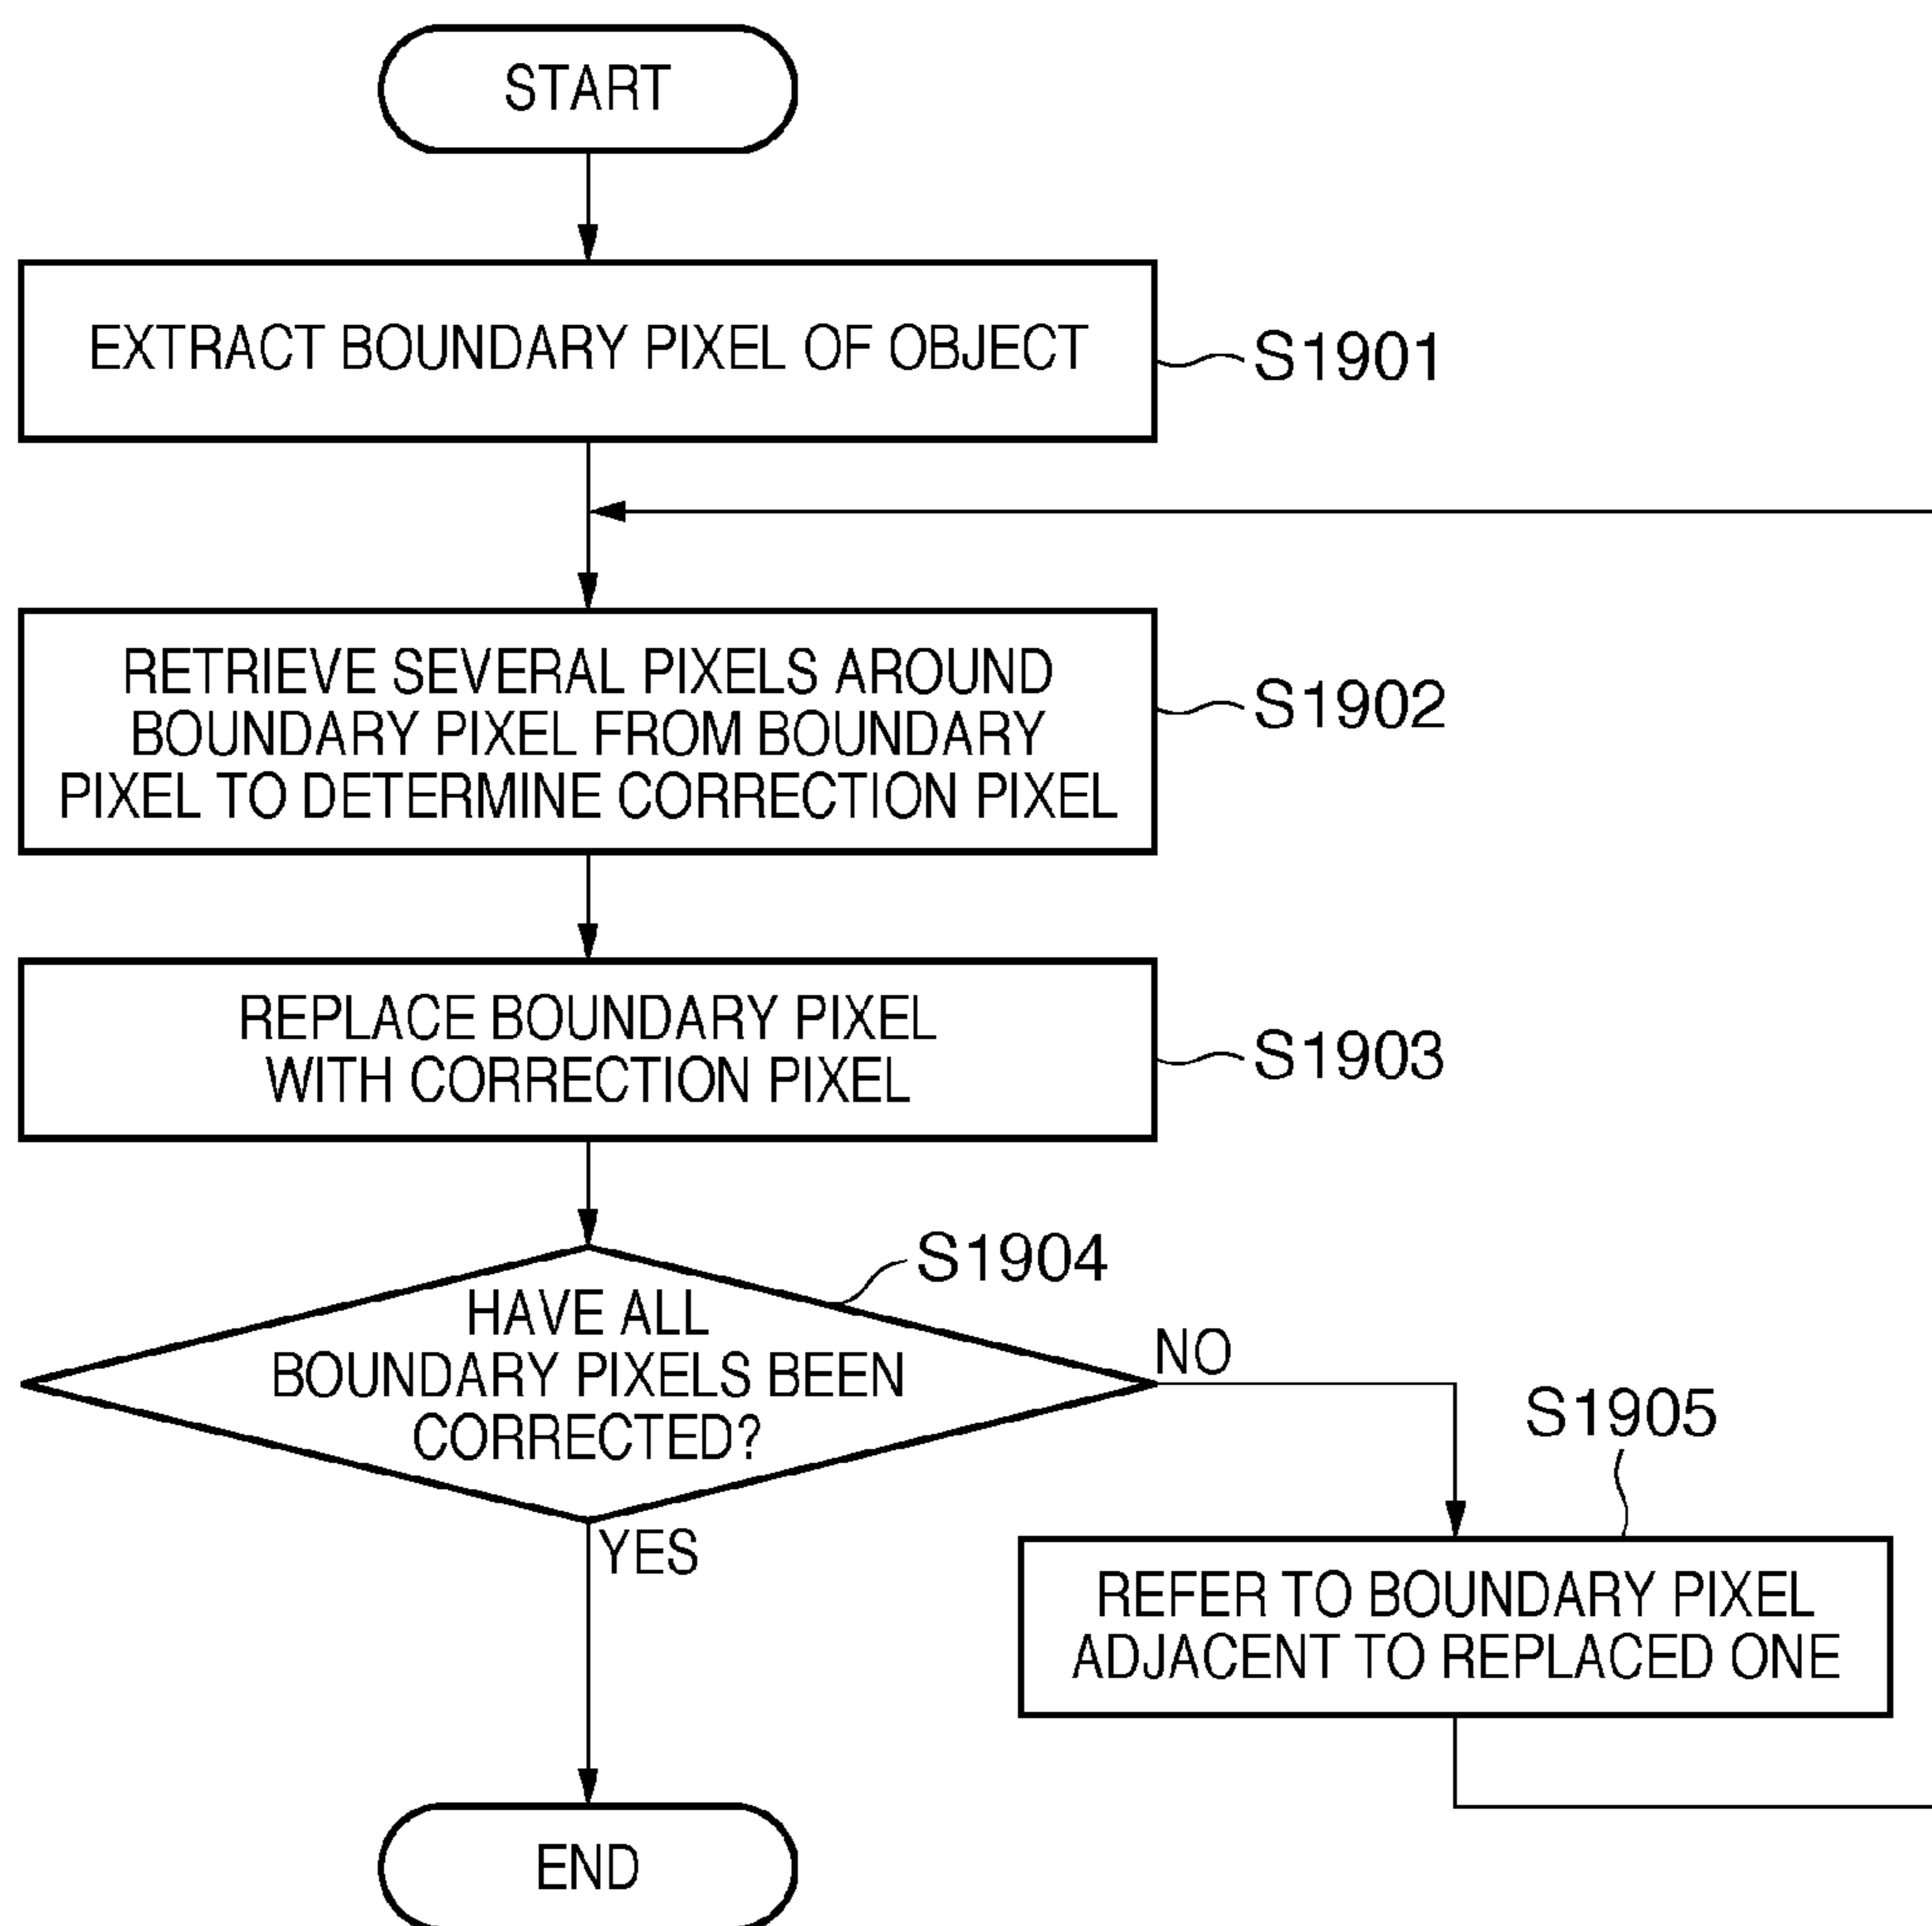 START
EXTRACT BOUNDARY PIXEL OF OBJECT
S1901
RETRIEVE SEVERAL PIXELS AROUND
BOUNDARY PIXEL FROM BOUNDARY
PIXEL TO DETERMINE CORRECTION PIXEL
S1902
REPLACE BOUNDARY PIXEL
WITH CORRECTION PIXEL
S1903
S1904
HAVE ALL
BOUNDARY PIXELS BEEN
CORRECTED?
NO
S1905
YES
REFER TO BOUNDARY PIXEL
ADJACENT TO REPLACED ONE
END